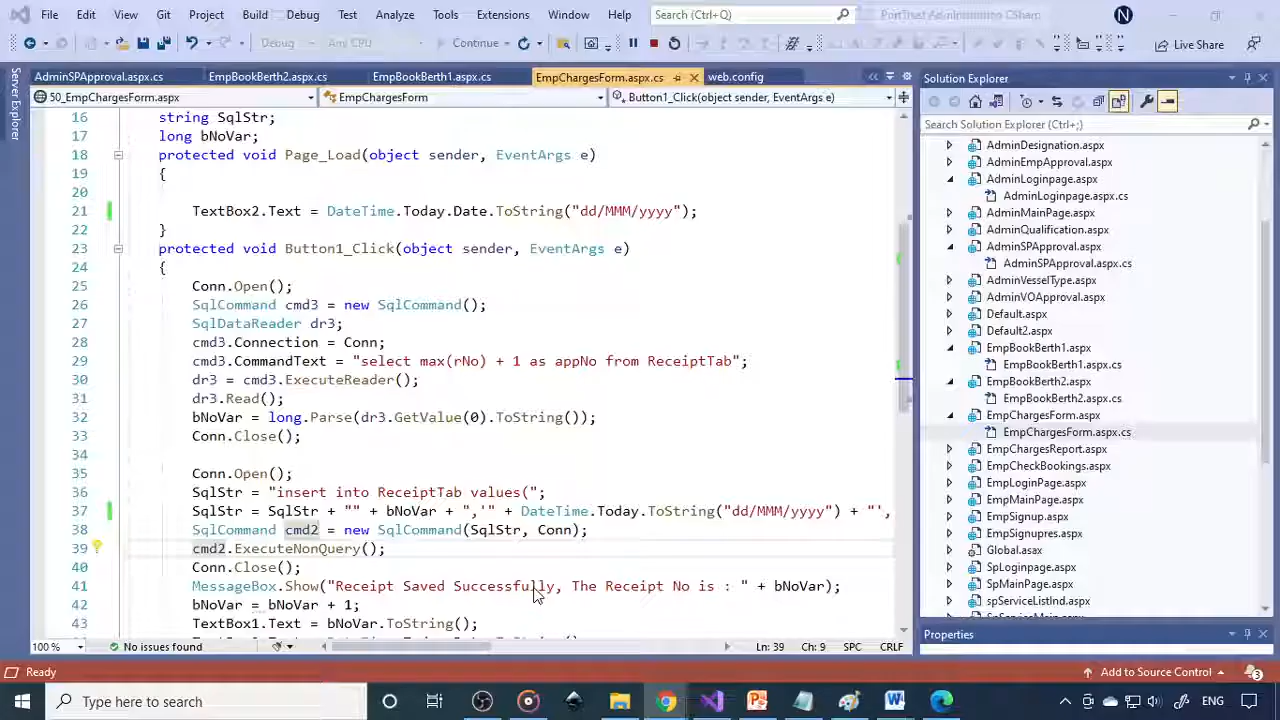 File Edit View Git Project Build Debug Test Analyze Tools Extensions Window Help Search (Ctrl+Q) N
Debug Any CPU Continue Live Share
Server Explorer
AdminSPApproval.aspx.cs EmpBookBerth2.aspx.cs EmpBookBerth1.aspx.cs EmpChargesForm.aspx.cs web.config
50_EmpChargesForm.aspx EmpChargesForm Button1_Click(object sender, EventArgs e)
16 string SqlStr;
17 long bNoVar;
18 protected void Page_Load(object sender, EventArgs e)
19 {
20
21 TextBox2.Text = DateTime.Today.Date.ToString("dd/MMM/yyyy");
22 }
23 protected void Button1_Click(object sender, EventArgs e)
24 {
25 Conn.Open();
26 SqlCommand cmd3 = new SqlCommand();
27 SqlDataReader dr3;
28 cmd3.Connection = Conn;
29 cmd3.CommandText = "select max(rNo) + 1 as appNo from ReceiptTab";
30 dr3 = cmd3.ExecuteReader();
31 dr3.Read();
32 bNoVar = long.Parse(dr3.GetValue(0).ToString());
33 Conn.Close();
34
35 Conn.Open();
36 SqlStr = "insert into ReceiptTab values(";
37 SqlStr = SqlStr + "" + bNoVar + ",'" + DateTime.Today.ToString("dd/MMM/yyyy") + "',
38 SqlCommand cmd2 = new SqlCommand(SqlStr, Conn);
39 cmd2.ExecuteNonQuery();
40 Conn.Close();
41 MessageBox.Show("Receipt Saved Successfully, The Receipt No is : " + bNoVar);
42 bNoVar = bNoVar + 1;
43 TextBox1.Text = bNoVar.ToString();
100 % No issues found Ln: 39 Ch: 9 SPC CRLF
Solution Explorer
Search Solution Explorer (Ctrl+;)
AdminDesignation.aspx
AdminEmpApproval.aspx
AdminLoginpage.aspx
AdminLoginpage.aspx.cs
AdminMainPage.aspx
AdminQualification.aspx
AdminSPApproval.aspx
AdminSPApproval.aspx.cs
AdminVesselType.aspx
AdminVOApproval.aspx
Default.aspx
Default2.aspx
EmpBookBerth1.aspx
EmpBookBerth1.aspx.cs
EmpBookBerth2.aspx
EmpBookBerth2.aspx.cs
EmpChargesForm.aspx
EmpChargesForm.aspx.cs
EmpChargesReport.aspx
EmpCheckBookings.aspx
EmpLoginPage.aspx
EmpMainPage.aspx
EmpSignup.aspx
EmpSignupres.aspx
Global.asax
SpLoginpage.aspx
SpMainPage.aspx
spServiceListInd.aspx
Properties
Ready Add to Source Control 3
Type here to search ENG